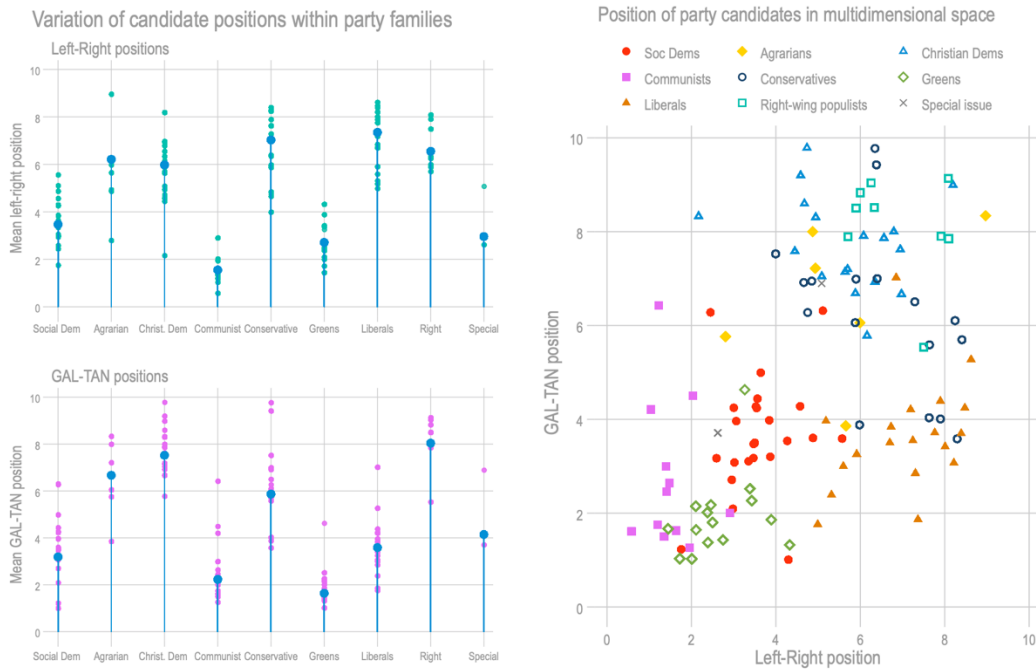 Variation of candidate positions within party families
Left-Right positions
Mean left-right position
10
8
6
4
2
0
Social Dem Agrarian Christ. Dem Communist Conservative Greens Liberals Right Special
GAL-TAN positions
Mean GAL-TAN position
10
8
6
4
2
0
Social Dem Agrarian Christ. Dem Communist Conservative Greens Liberals Right Special
Position of party candidates in multidimensional space
Soc Dems Agrarians Christian Dems
Communists Conservatives Greens
Liberals Right-wing populists Special issue
GAL-TAN position
10
8
6
4
2
0
0 2 4 6 8 10
Left-Right position